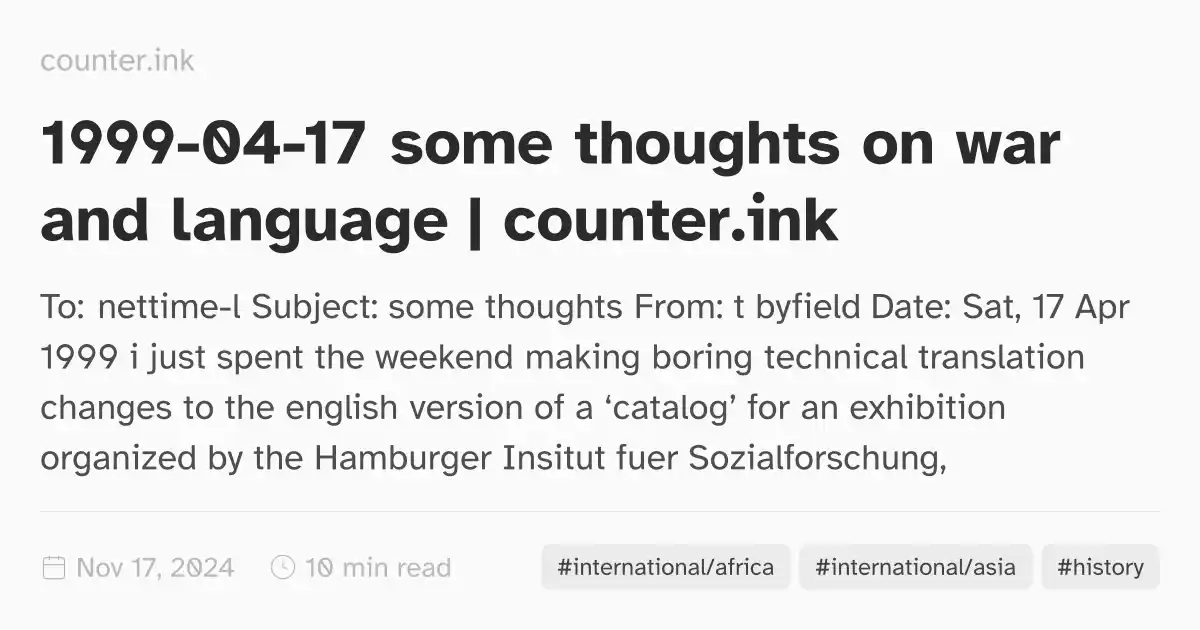 counter.ink
1999-04-17 some thoughts on war
and language | counter.ink
To: nettime-l Subject: some thoughts From: t byfield Date: Sat, 17 Apr
1999 i just spent the weekend making boring technical translation
changes to the english version of a ‘catalog’ for an exhibition
organized by the Hamburger Insitut fuer Sozialforschung,
Nov 17, 2024 10 min read #international/africa #international/asia #history